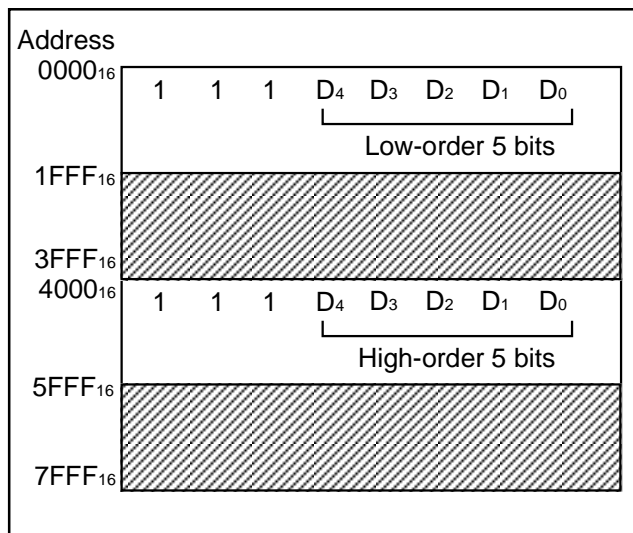 Address
0000₁₆
1 1 1 D₄ D₃ D₂ D₁ D₀
Low-order 5 bits
1FFF₁₆
3FFF₁₆
4000₁₆
1 1 1 D₄ D₃ D₂ D₁ D₀
High-order 5 bits
5FFF₁₆
7FFF₁₆